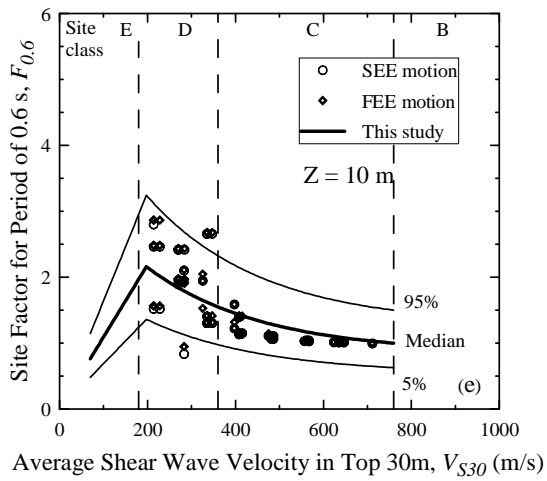 Site class E D C B
SEE motion
FEE motion
This study
Z = 10 m
95%
Median
5%
(e)
6
4
2
0
0 200 400 600 800 1000
Site Factor for Period of 0.6 s, F0.6
Average Shear Wave Velocity in Top 30m, VS30 (m/s)